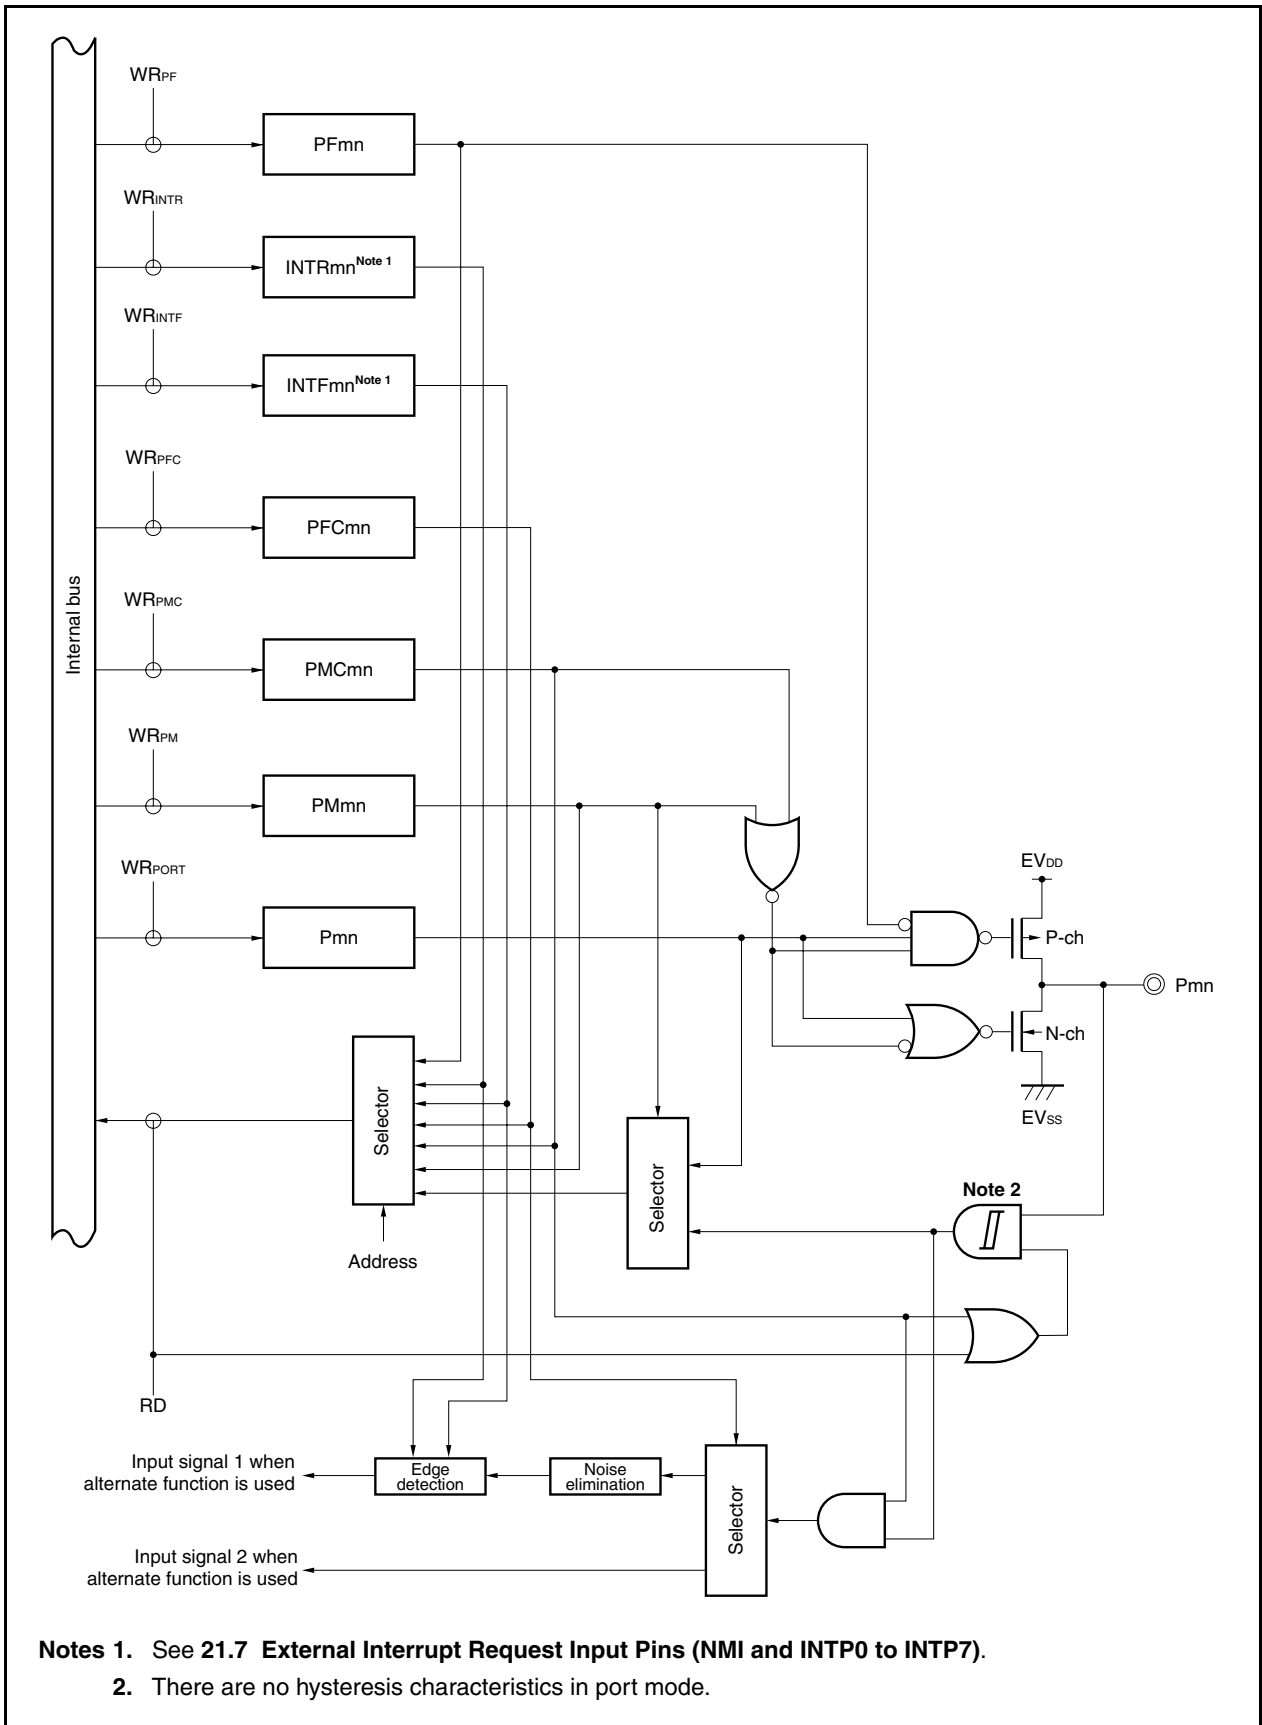 WRPF
PFmn
WRINTR
INTRmnNote 1
WRINTF
INTFmnNote 1
WRPFC
PFCmn
Internal bus
WRPMC
PMCmn
WRPM
PMmn
WRPORT
Pmn
EVDD
P-ch
Pmn
N-ch
EVSS
Selector
Selector
Note 2
Address
RD
Input signal 1 when
alternate function is used
Edge
detection
Noise
elimination
Selector
Input signal 2 when
alternate function is used
Notes 1. See 21.7 External Interrupt Request Input Pins (NMI and INTP0 to INTP7).
2. There are no hysteresis characteristics in port mode.